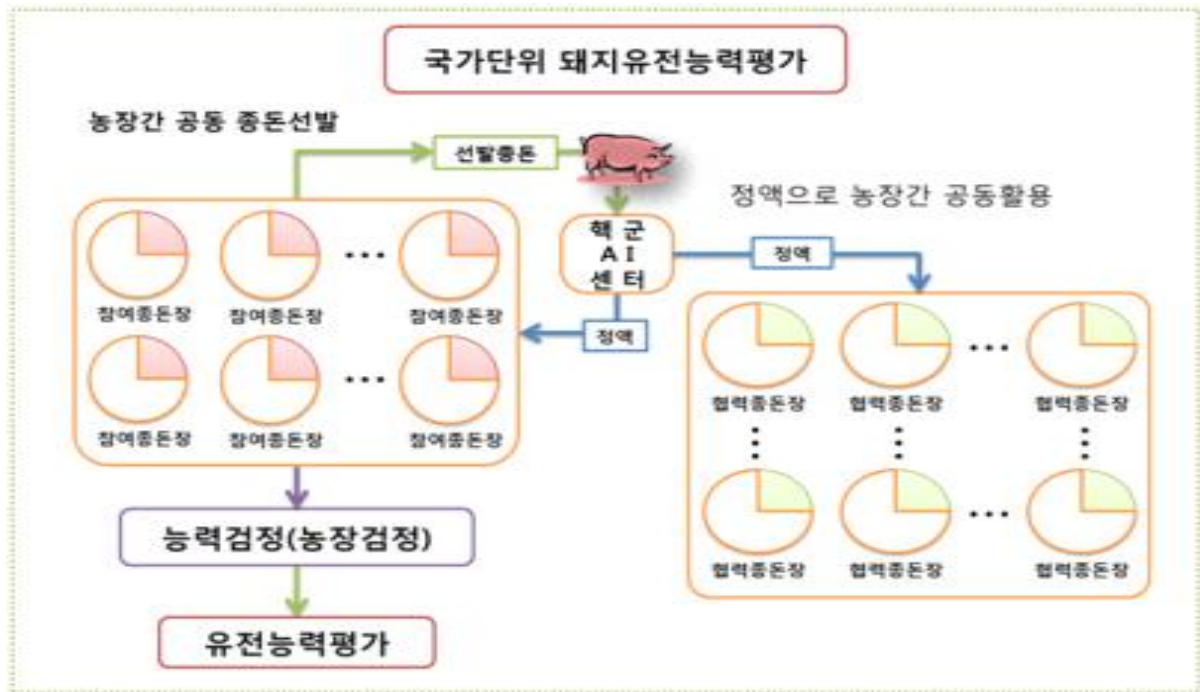 국가단위 돼지유전능력평가
농장간 공동 종돈선발
선발종돈
정액으로 농장간 공동활용
핵 군
A I
센 터
정액
정액
참여종돈장 참여종돈장 참여종돈장
참여종돈장 참여종돈장 참여종돈장
협력종돈장 협력종돈장 협력종돈장
협력종돈장 협력종돈장 협력종돈장
능력검정(농장검정)
유전능력평가